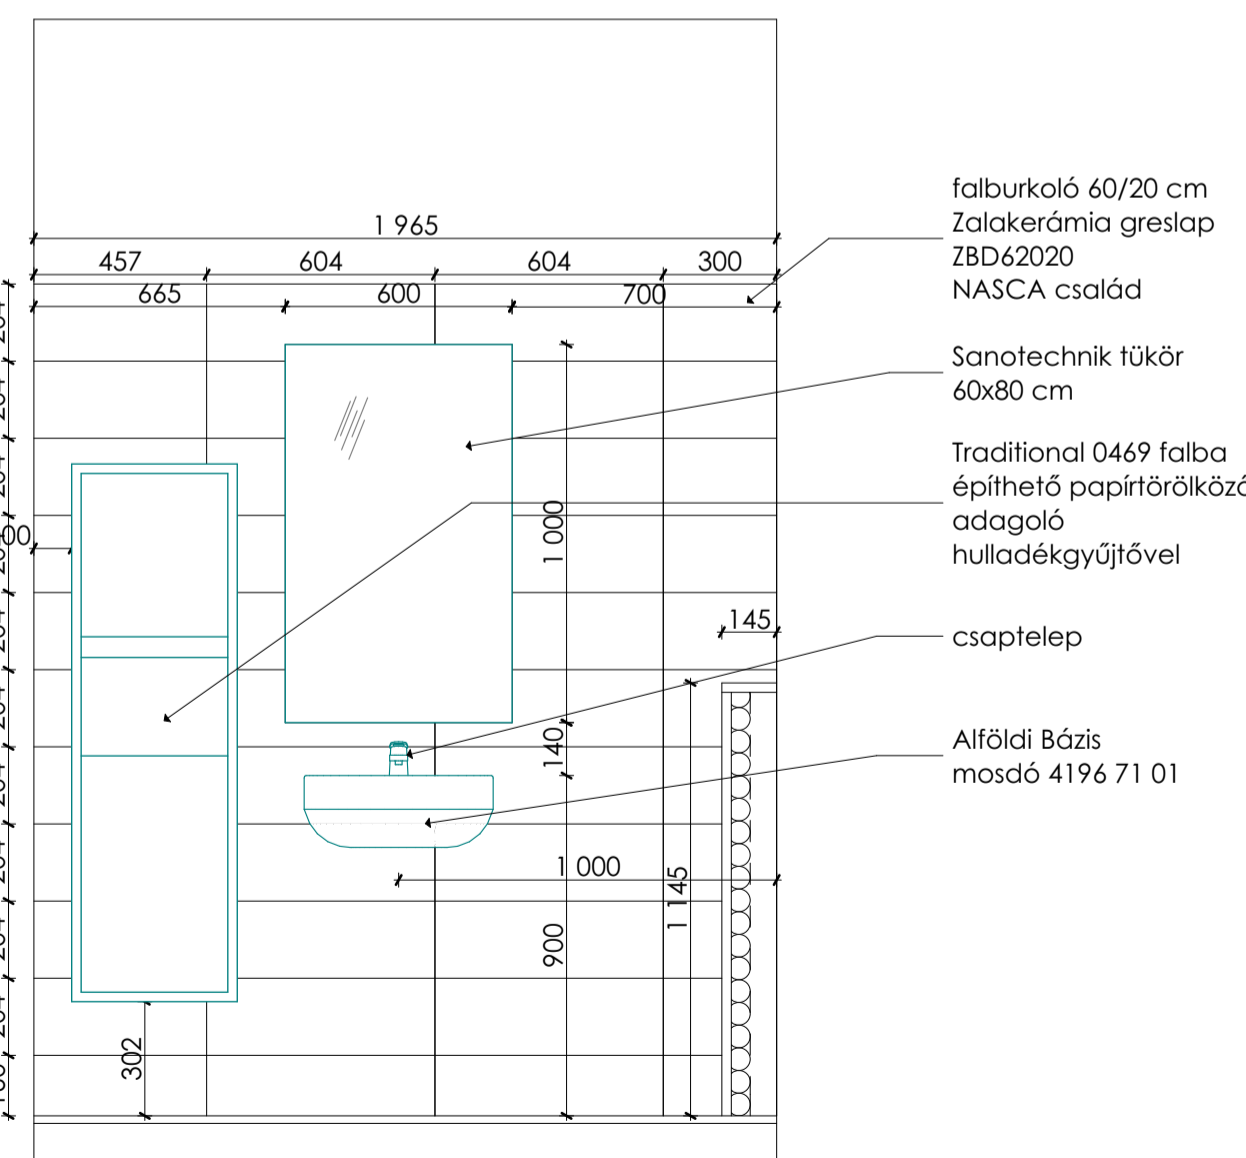 1 965
457 604 604 300
665 600 700
falburkoló 60/20 cm
Zalakerámia greslap
ZBD62020
NASCA család
Sanotechnik tükör
60x80 cm
Traditional 0469 falba
építhető papírtörölköző
adagoló
hulladékgyűjtővel
1 000
145
csaptelep
140
Alföldi Bázis
mosdó 4196 71 01
1 000
1 145
900
302